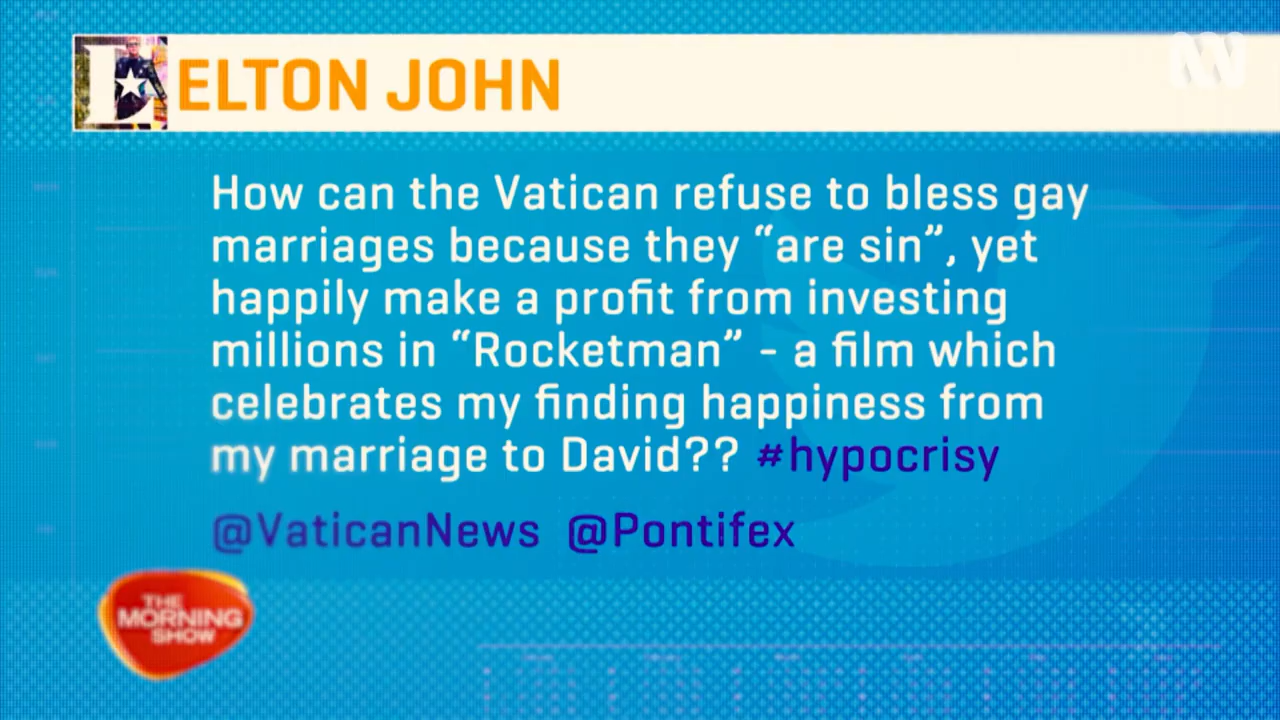 E
ELTON JOHN
How can the Vatican refuse to bless gay
marriages because they “are sin”, yet
happily make a profit from investing
millions in “Rocketman” - a film which
celebrates my finding happiness from
my marriage to David?? #hypocrisy
@VaticanNews @Pontifex
THE
MORNING
SHOW